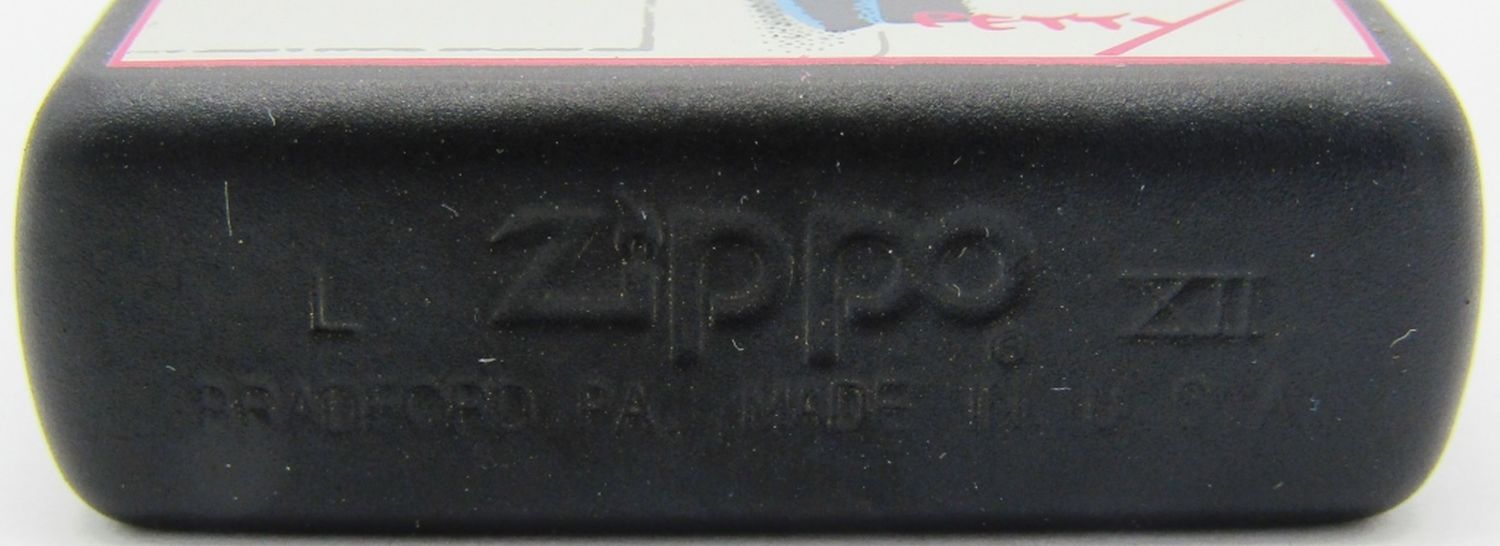 PETTY
L Zippo ® XII
BRADFORD PA. MADE IN U.S.A.